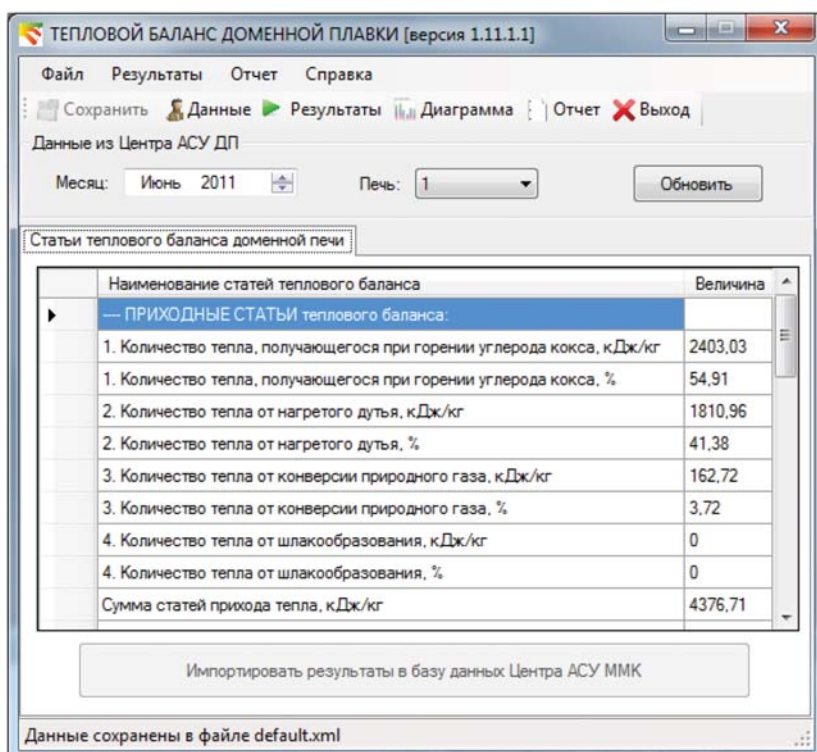 ТЕПЛОВОЙ БАЛАНС ДОМЕННОЙ ПЛАВКИ [версия 1.11.1.1]
Файл Результаты Отчет Справка
Сохранить Данные Результаты Диаграмма Отчет Выход
Данные из Центра АСУ ДП
Месяц: Июнь 2011 Печь: 1 Обновить
Статьи теплового баланса доменной печи
Наименование статей теплового баланса Величина
--- ПРИХОДНЫЕ СТАТЬИ теплового баланса:
1. Количество тепла, получающегося при горении углерода кокса, кДж/кг 2403,03
1. Количество тепла, получающегося при горении углерода кокса, % 54,91
2. Количество тепла от нагретого дутья, кДж/кг 1810,96
2. Количество тепла от нагретого дутья, % 41,38
3. Количество тепла от конверсии природного газа, кДж/кг 162,72
3. Количество тепла от конверсии природного газа, % 3,72
4. Количество тепла от шлакообразования, кДж/кг 0
4. Количество тепла от шлакообразования, % 0
Сумма статей прихода тепла, кДж/кг 4376,71
Импортировать результаты в базу данных Центра АСУ ММК
Данные сохранены в файле default.xml